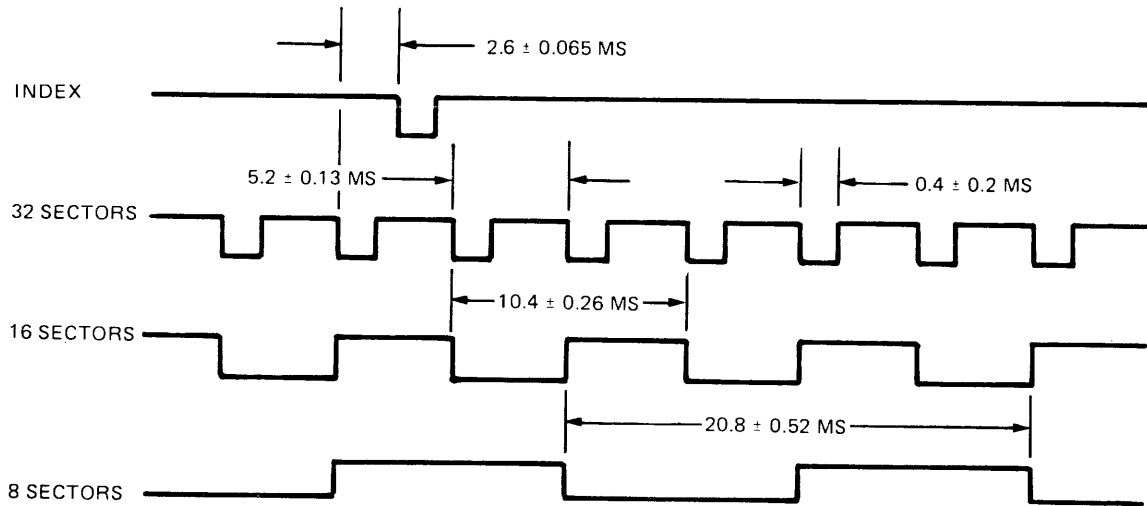 2.6 ± 0.065 MS
INDEX
5.2 ± 0.13 MS
0.4 ± 0.2 MS
32 SECTORS
10.4 ± 0.26 MS
16 SECTORS
20.8 ± 0.52 MS
8 SECTORS